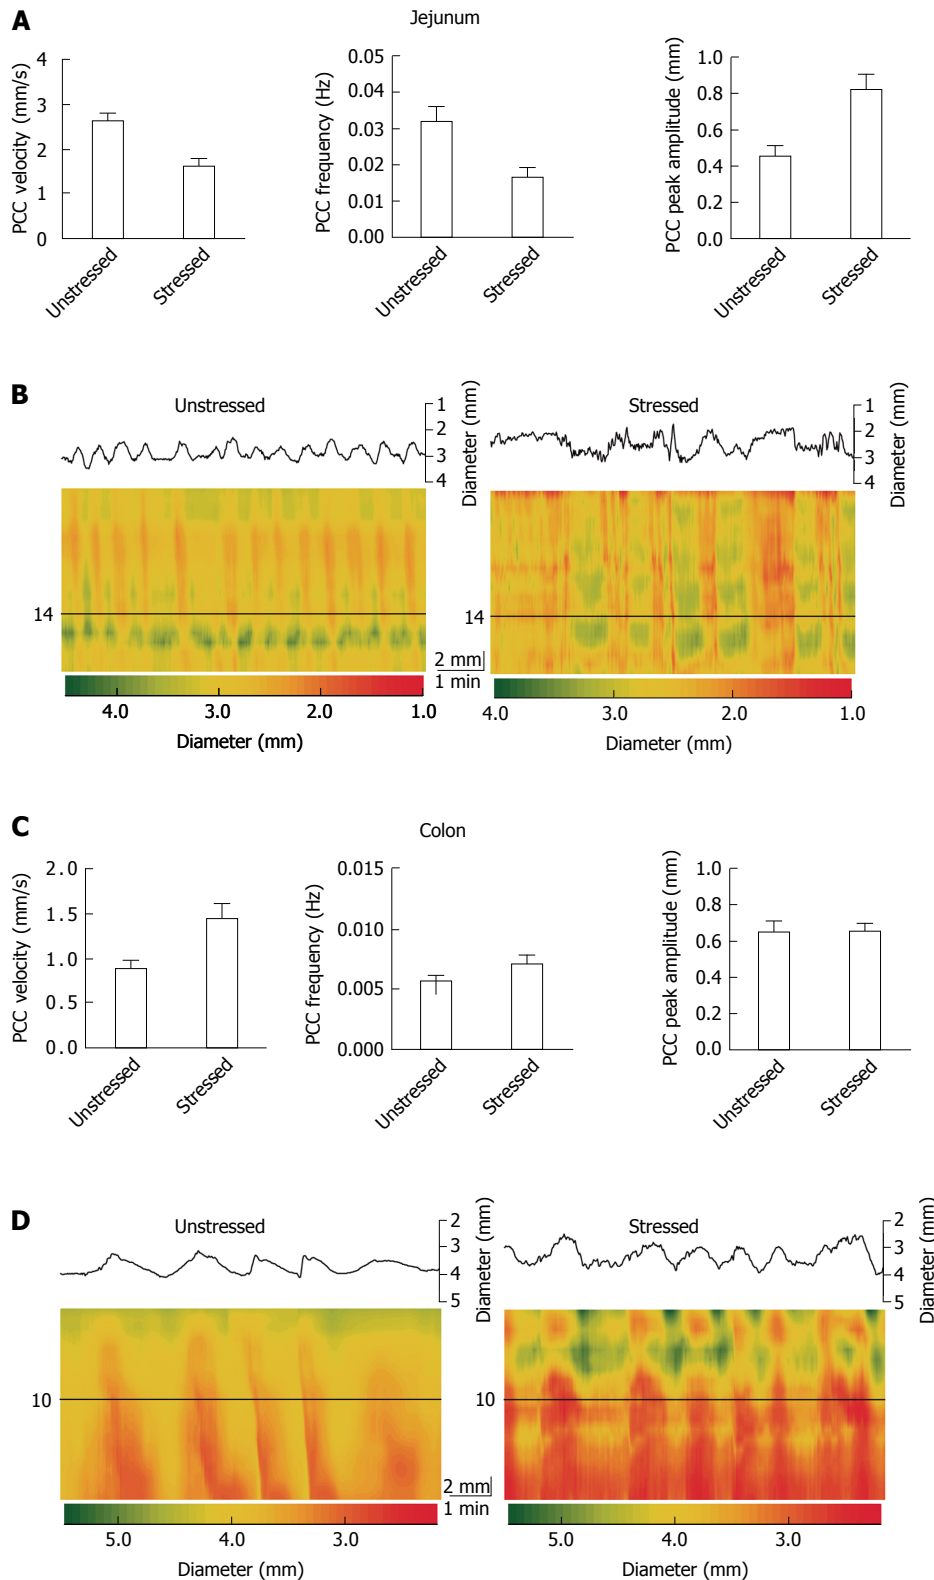 A
Jejunum
PCC velocity (mm/s)
4
3
2
1
0
Unstressed
Stressed
PCC frequency (Hz)
0.05
0.04
0.03
0.02
0.01
0.00
Unstressed
Stressed
PCC peak amplitude (mm)
1.0
0.8
0.6
0.4
0.2
0.0
Unstressed
Stressed
B
Unstressed
1
2
3
4
Diameter (mm)
14
2 mm
1 min
4.0 3.0 2.0 1.0
Diameter (mm)
Stressed
1
2
3
4
Diameter (mm)
14
4.0 3.0 2.0 1.0
Diameter (mm)
C
Colon
PCC velocity (mm/s)
2.0
1.5
1.0
0.5
0.0
Unstressed
Stressed
PCC frequency (Hz)
0.015
0.010
0.005
0.000
Unstressed
Stressed
PCC peak amplitude (mm)
1.0
0.8
0.6
0.4
0.2
0.0
Unstressed
Stressed
D
Unstressed
2
3
4
5
Diameter (mm)
10
2 mm
1 min
5.0 4.0 3.0
Diameter (mm)
Stressed
2
3
4
5
Diameter (mm)
10
5.0 4.0 3.0
Diameter (mm)